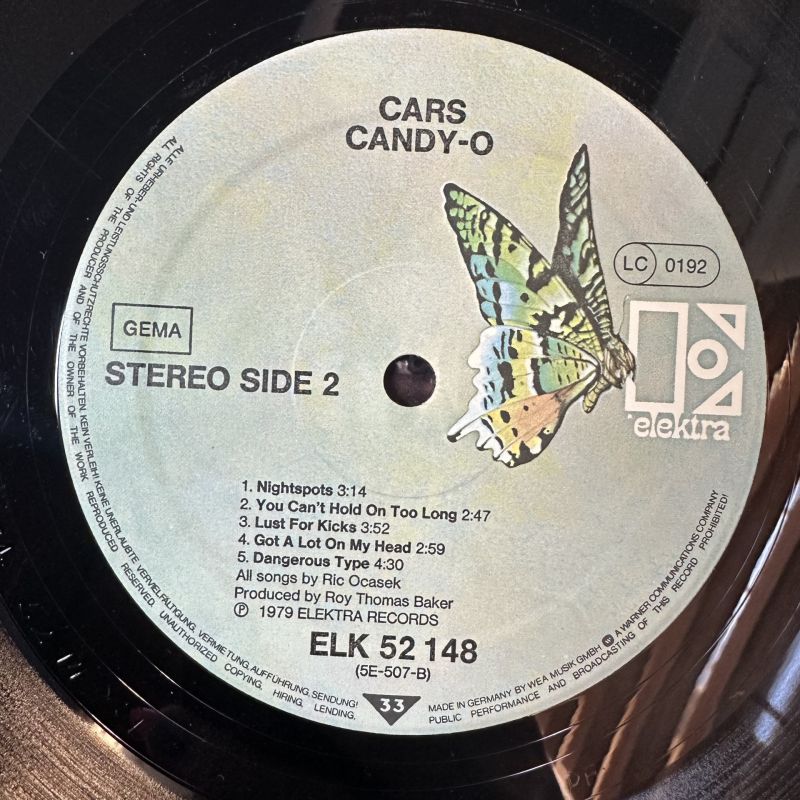 CARS
CANDY-O
LC 0192
GEMA
STEREO SIDE 2
elektra
1. Nightspots 3:14
2. You Can't Hold On Too Long 2:47
3. Lust For Kicks 3:52
4. Got A Lot On My Head 2:59
5. Dangerous Type 4:30
All songs by Ric Ocasek
Produced by Roy Thomas Baker
℗ 1979 ELEKTRA RECORDS
ELK 52 148
(5E-507-B)
33
ALLE URHEBER- UND LEISTUNGSSCHUTZRECHTE VORBEHALTEN. KEIN VERLEIH! KEINE UNERLAUBTE VERVIELFÄLTIGUNG, VERMIETUNG, AUFFÜHRUNG, SENDUNG!
ALL RIGHTS OF THE PRODUCER AND OF THE OWNER OF THE WORK REPRODUCED RESERVED. UNAUTHORIZED COPYING, HIRING, LENDING,
MADE IN GERMANY BY WEA MUSIK GMBH A WARNER COMMUNICATIONS COMPANY
PUBLIC PERFORMANCE AND BROADCASTING OF THIS RECORD PROHIBITED!